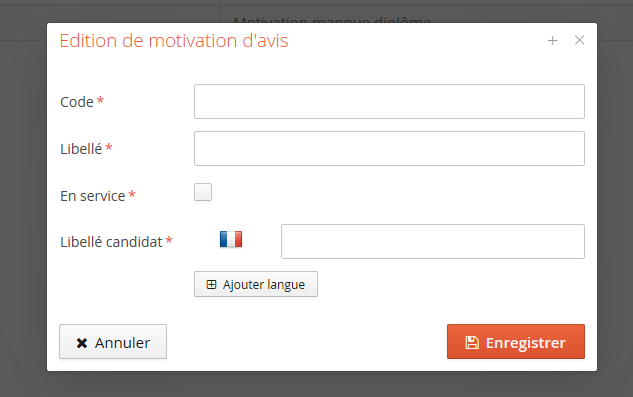 Motivation manque diplôme
Edition de motivation d'avis
Code *
Libellé *
En service *
Libellé candidat *
Ajouter langue
Annuler
Enregistrer